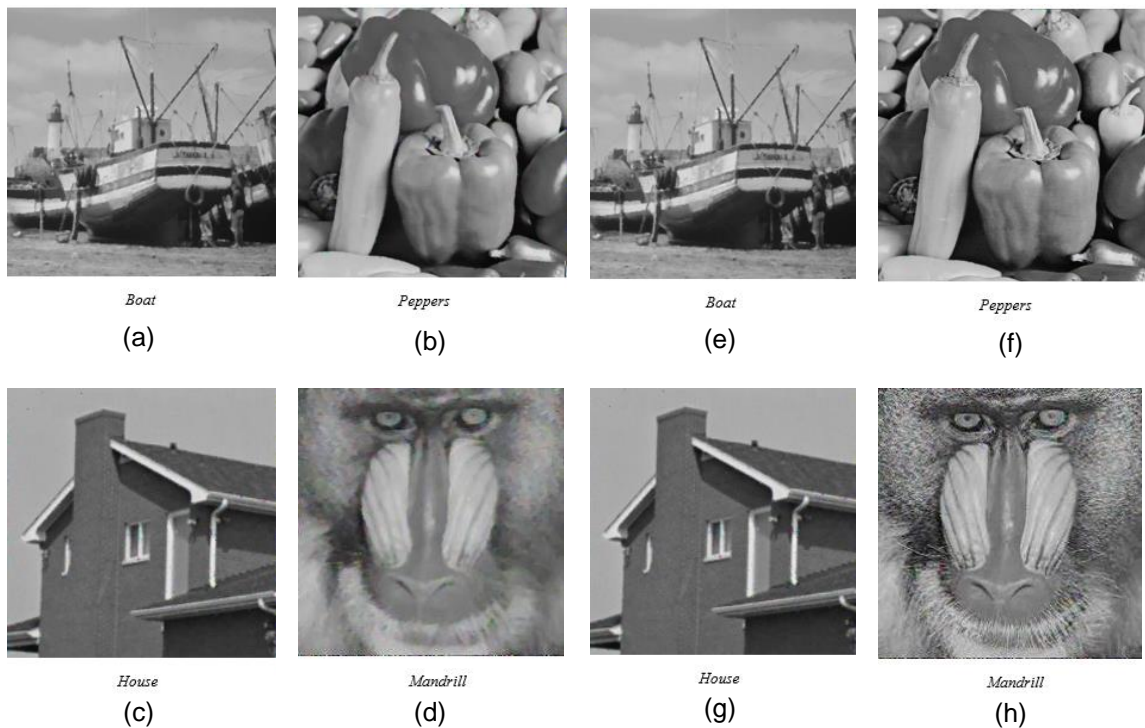 Boat
Peppers
Boat
Peppers
(a)
(b)
(e)
(f)
House
Mandrill
House
Mandrill
(c)
(d)
(g)
(h)